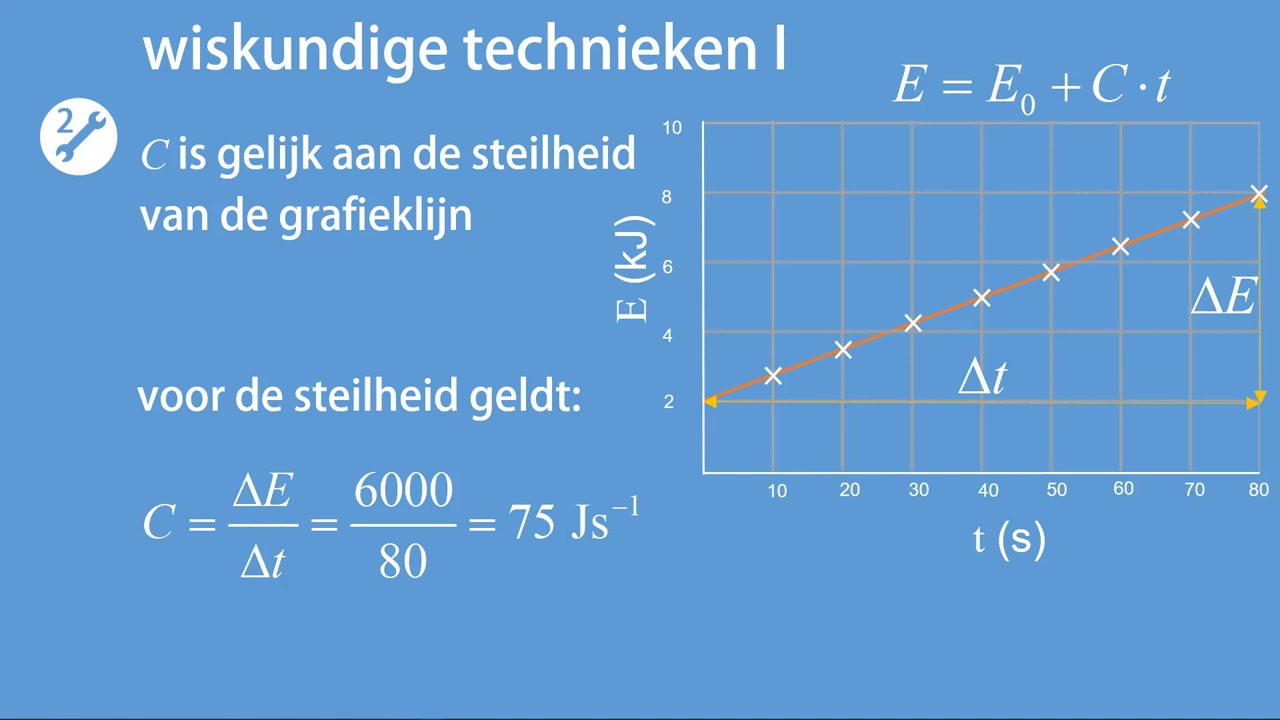 wiskundige technieken I
2
C is gelijk aan de steilheid
van de grafieklijn
voor de steilheid geldt:
C = ΔE/Δt = 6000/80 = 75 Js⁻¹
E = E₀ + C · t
10
8
6
4
2
E (kJ)
ΔE
Δt
10 20 30 40 50 60 70 80
t (s)